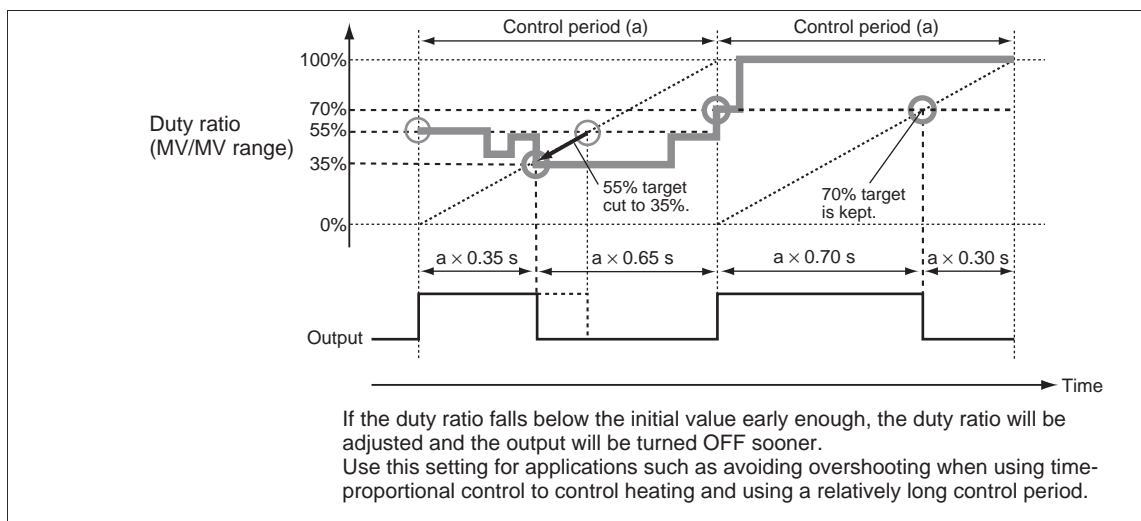 Control period (a)
Control period (a)
100%
Duty ratio
(MV/MV range)
70%
55%
35%
0%
55% target
cut to 35%.
70% target
is kept.
a × 0.35 s
a × 0.65 s
a × 0.70 s
a × 0.30 s
Output
Time
If the duty ratio falls below the initial value early enough, the duty ratio will be
adjusted and the output will be turned OFF sooner.
Use this setting for applications such as avoiding overshooting when using time-
proportional control to control heating and using a relatively long control period.